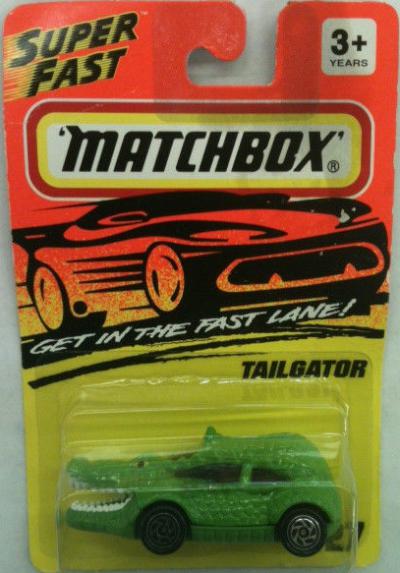 SUPER
FAST
3+
YEARS
'MATCHBOX'®
GET IN THE FAST LANE!
TAILGATOR